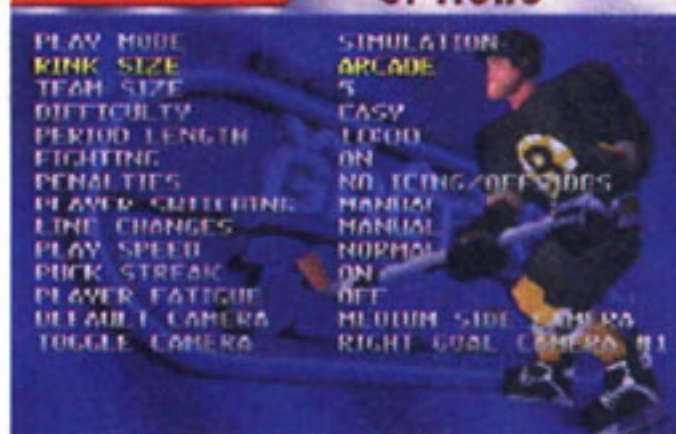 OPTIONS
PLAY MODE SIMULATION
RINK SIZE ARCADE
TEAM SIZE 5
DIFFICULTY EASY
PERIOD LENGTH 10:00
FIGHTING ON
PENALTIES NO ICING/OFFSIDES
PLAYER SWITCHING MANUAL
LINE CHANGES MANUAL
PLAY SPEED NORMAL
PUCK STREAK ON
PLAYER FATIGUE OFF
DEFAULT CAMERA MEDIUM SIDE CAMERA
TOGGLE CAMERA RIGHT GOAL CAMERA #1